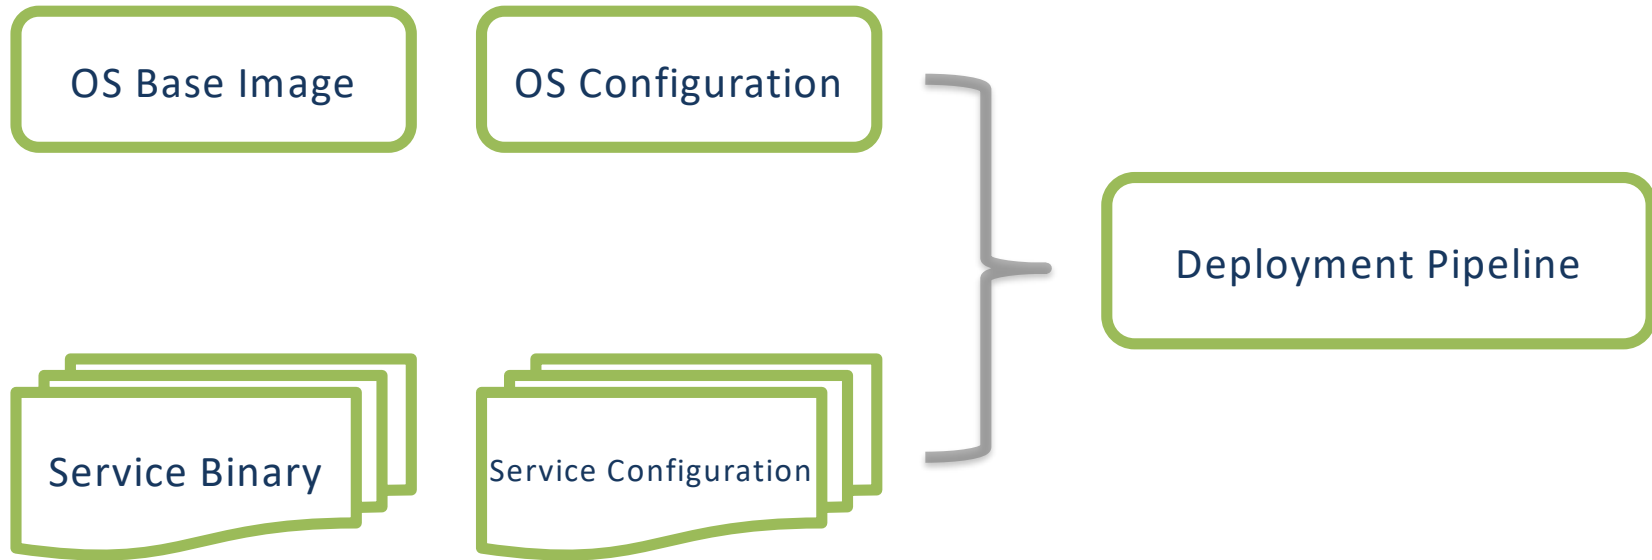 OS Base Image
OS Configuration
Deployment Pipeline
Service Binary
Service Configuration